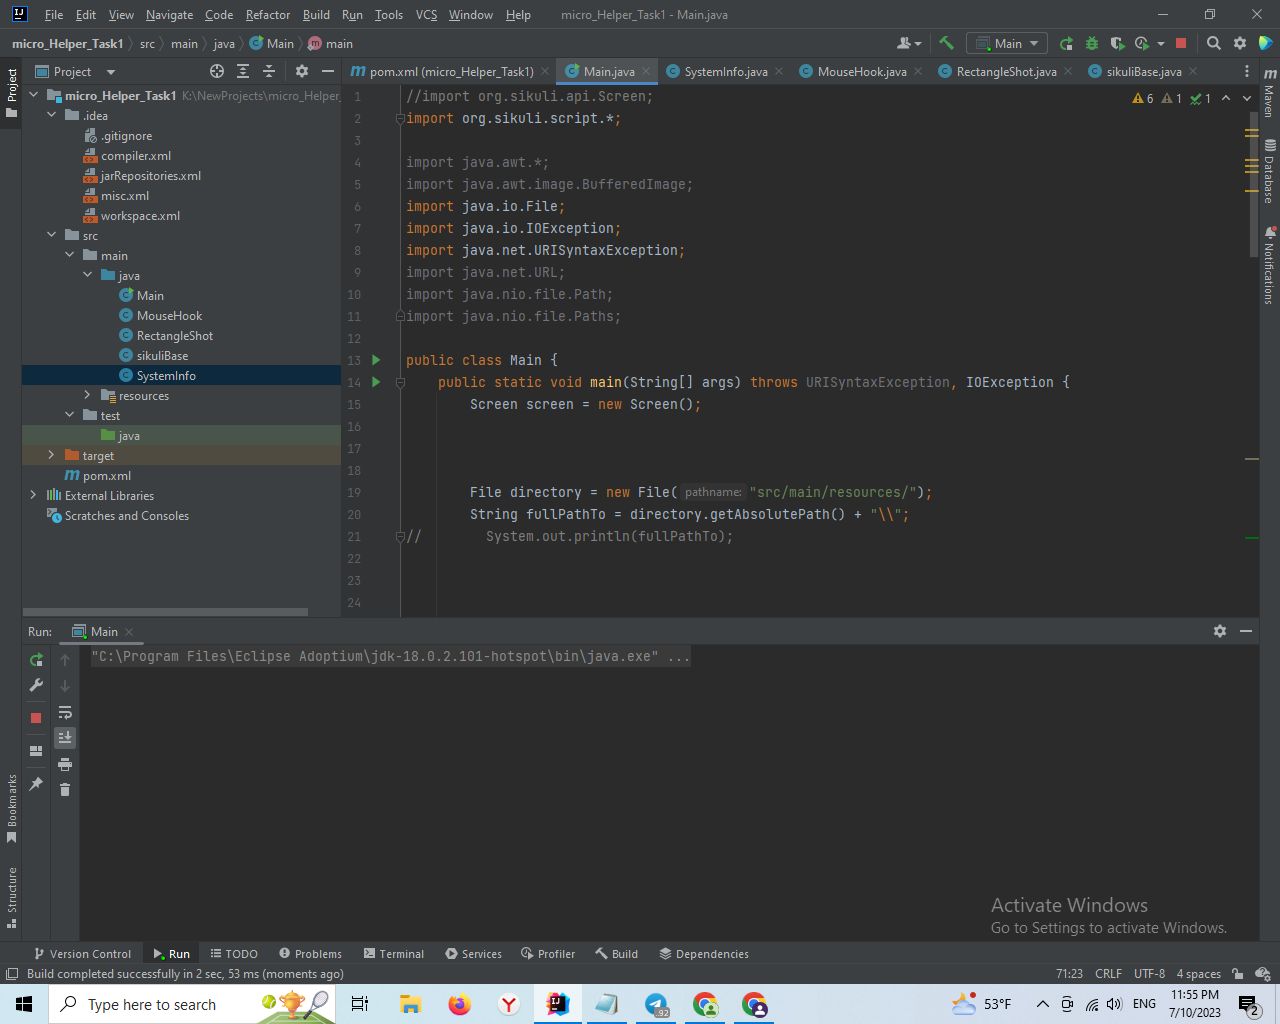 File Edit View Navigate Code Refactor Build Run Tools VCS Window Help micro_Helper_Task1 - Main.java
micro_Helper_Task1 src main java Main main
Main
Project
pom.xml (micro_Helper_Task1) Main.java SystemInfo.java MouseHook.java RectangleShot.java sikuliBase.java
Project
micro_Helper_Task1 K:\NewProjects\micro_Helper_
.idea
.gitignore
compiler.xml
jarRepositories.xml
misc.xml
workspace.xml
src
main
java
Main
MouseHook
RectangleShot
sikuliBase
SystemInfo
resources
test
java
target
pom.xml
External Libraries
Scratches and Consoles
6 1 1
1 //import org.sikuli.api.Screen;
2 import org.sikuli.script.*;
3
4 import java.awt.*;
5 import java.awt.image.BufferedImage;
6 import java.io.File;
7 import java.io.IOException;
8 import java.net.URISyntaxException;
9 import java.net.URL;
10 import java.nio.file.Path;
11 import java.nio.file.Paths;
12
13 public class Main {
14 public static void main(String[] args) throws URISyntaxException, IOException {
15 Screen screen = new Screen();
16
17
18
19 File directory = new File( pathname: "src/main/resources/");
20 String fullPathTo = directory.getAbsolutePath() + "\\";
21 // System.out.println(fullPathTo);
22
23
24
Maven
Database
Notifications
Run: Main
"C:\Program Files\Eclipse Adoptium\jdk-18.0.2.101-hotspot\bin\java.exe" ...
Bookmarks
Structure
Activate Windows
Go to Settings to activate Windows.
Version Control Run TODO Problems Terminal Services Profiler Build Dependencies
Build completed successfully in 2 sec, 53 ms (moments ago) 71:23 CRLF UTF-8 4 spaces
Type here to search
.92
53°F
ENG
11:55 PM
7/10/2023
2